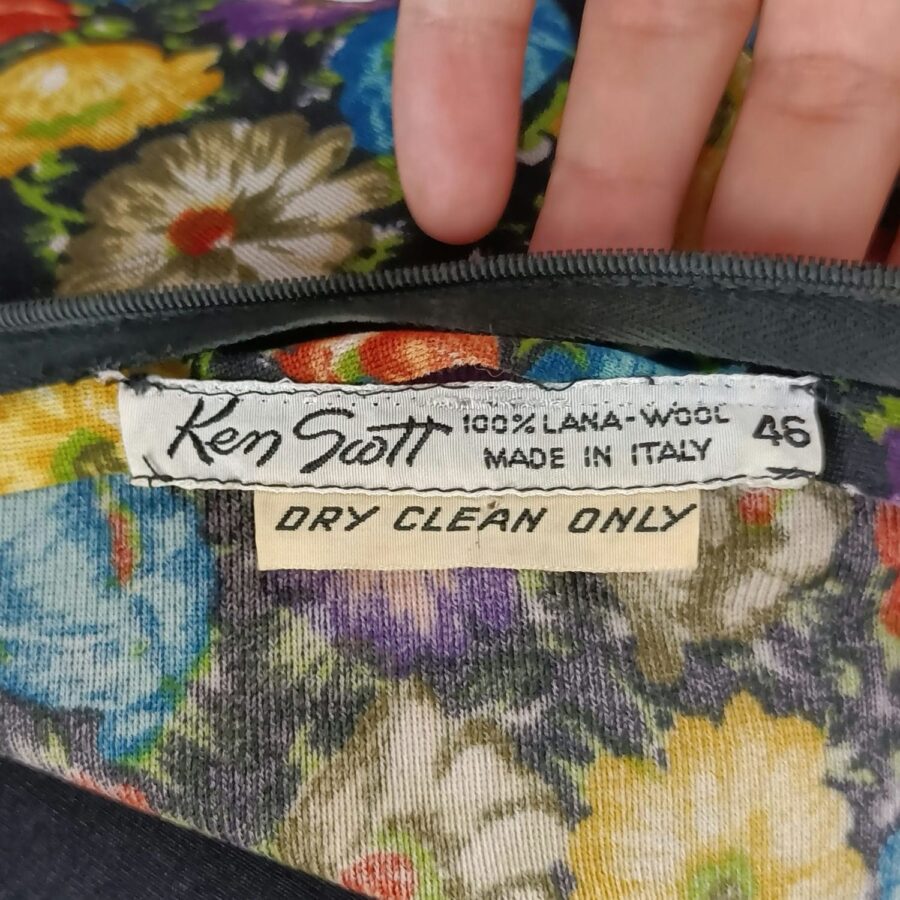 Ken Scott
100% LANA-WOOL 46
MADE IN ITALY
DRY CLEAN ONLY